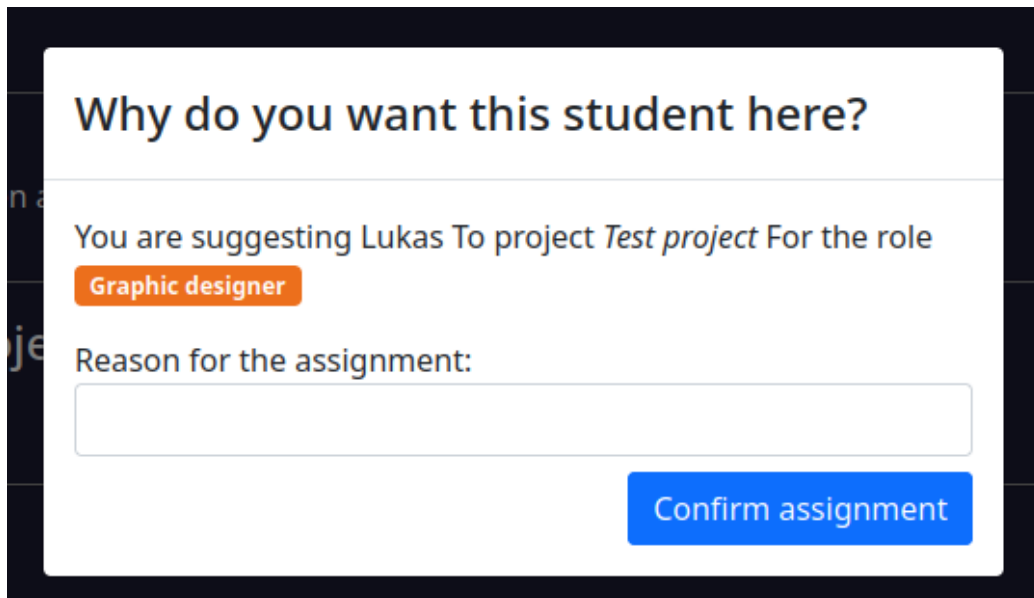 Why do you want this student here?
n a
You are suggesting Lukas To project Test project For the role
Graphic designer
oje
Reason for the assignment:
Confirm assignment